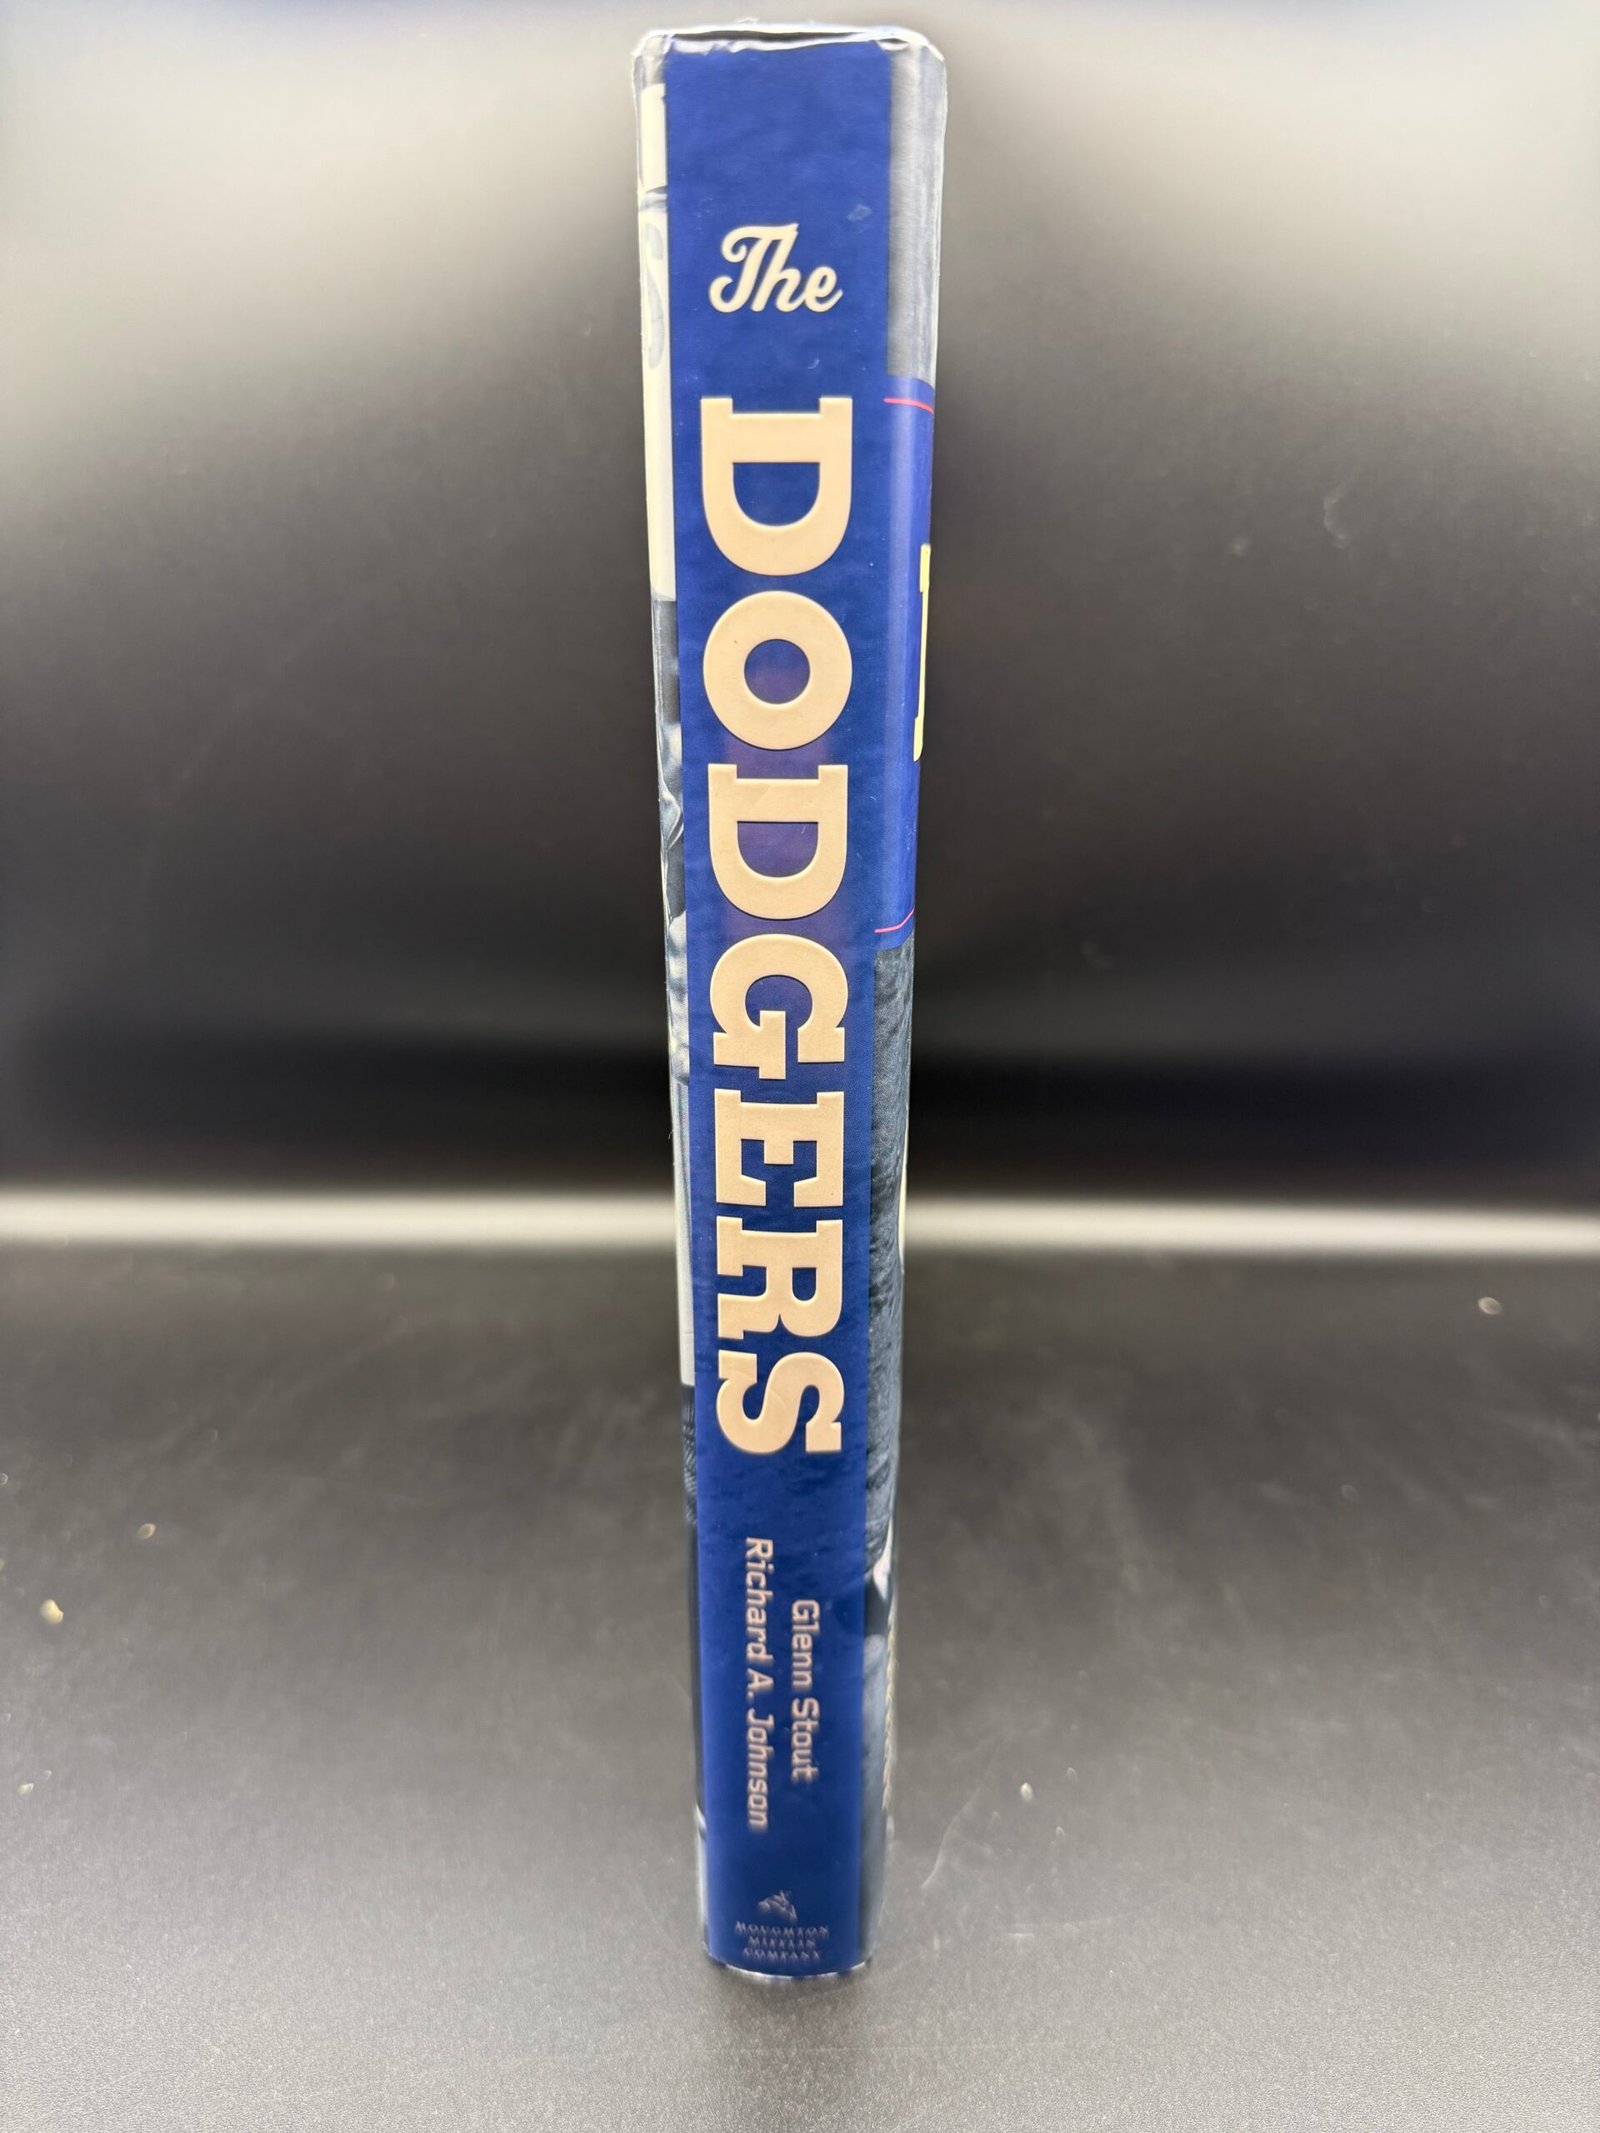 The
DODGERS
Glenn Stout
Richard A. Johnson
HOUGHTON
MIFFLIN
COMPANY